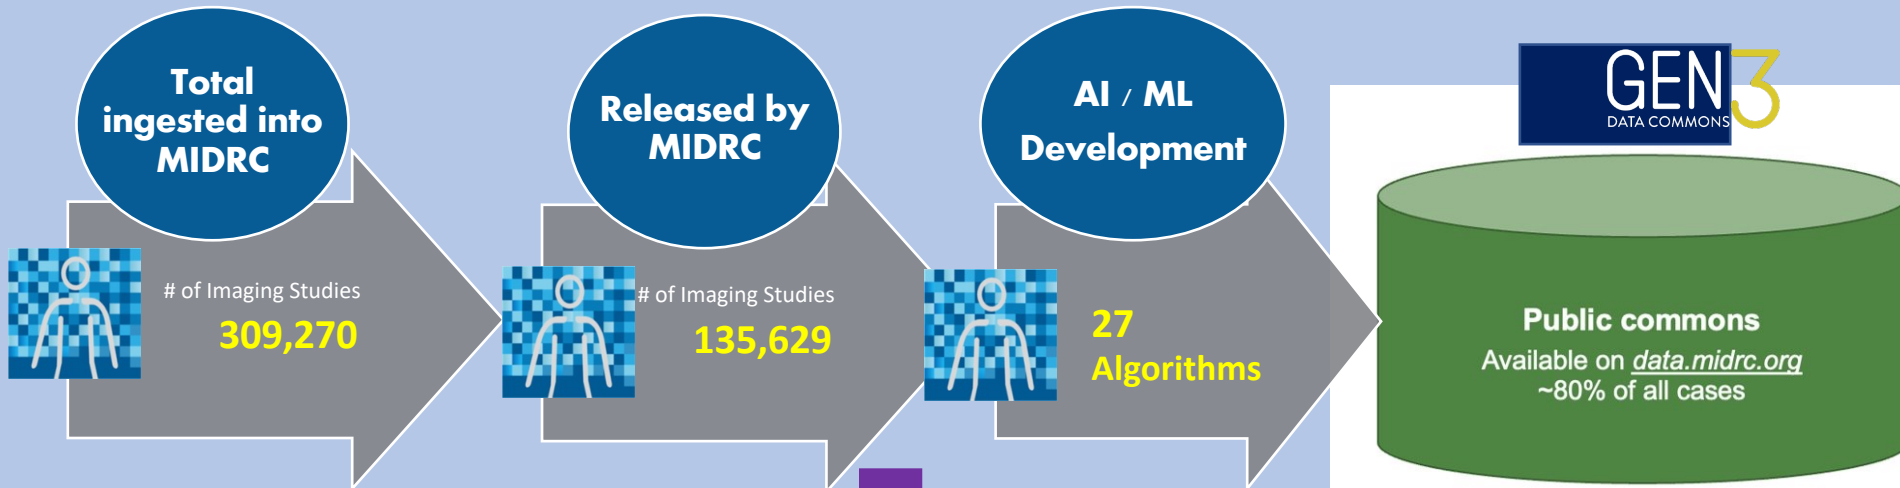 Total
ingested into
MIDRC
# of Imaging Studies
309,270
Released by
MIDRC
# of Imaging Studies
135,629
AI / ML
Development
27
Algorithms
GEN3
DATA COMMONS
Public commons
Available on data.midrc.org
~80% of all cases